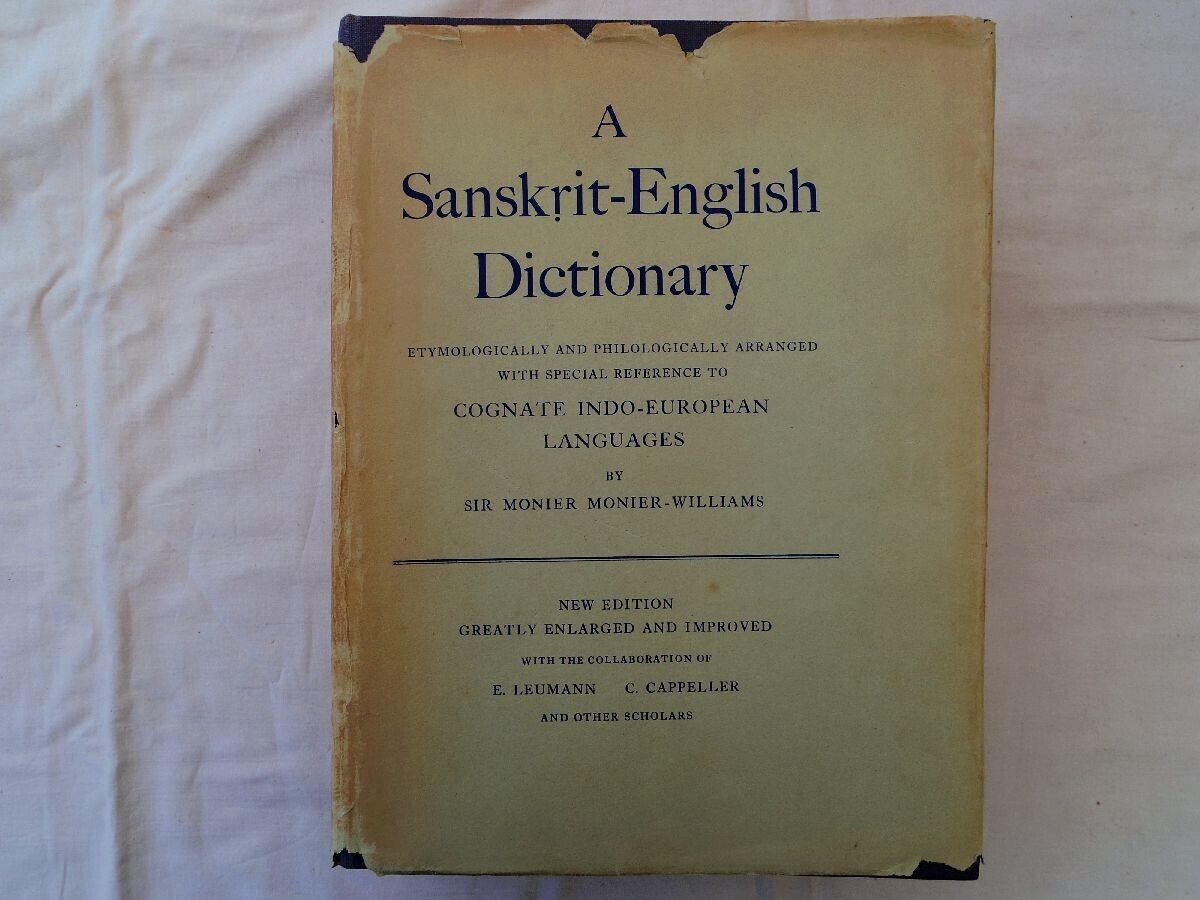 A
Sanskṛit-English
Dictionary
ETYMOLOGICALLY AND PHILOLOGICALLY ARRANGED
WITH SPECIAL REFERENCE TO
COGNATE INDO-EUROPEAN
LANGUAGES
BY
SIR MONIER MONIER-WILLIAMS
NEW EDITION
GREATLY ENLARGED AND IMPROVED
WITH THE COLLABORATION OF
E. LEUMANN C. CAPPELLER
AND OTHER SCHOLARS